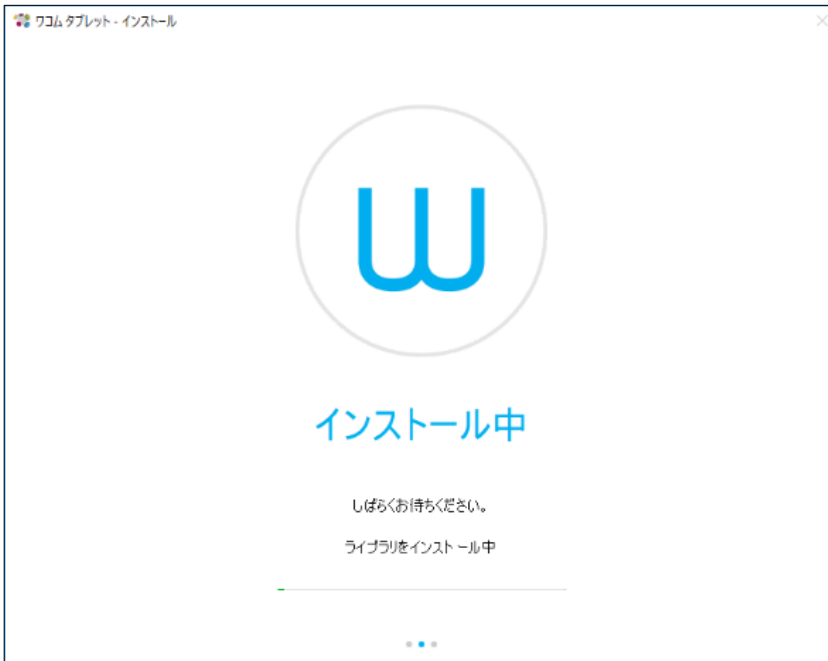 ワコム タブレット - インストール
W
インストール中
しばらくお待ちください。
ライブラリをインストール中